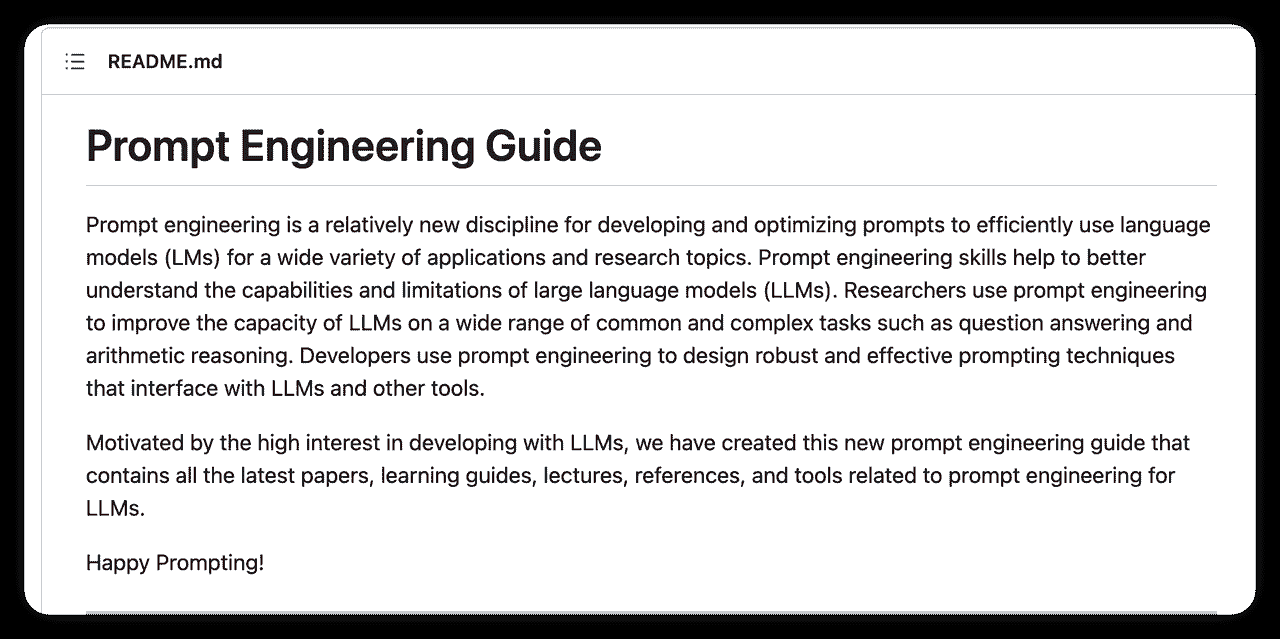 README.md
Prompt Engineering Guide
Prompt engineering is a relatively new discipline for developing and optimizing prompts to efficiently use language
models (LMs) for a wide variety of applications and research topics. Prompt engineering skills help to better
understand the capabilities and limitations of large language models (LLMs). Researchers use prompt engineering
to improve the capacity of LLMs on a wide range of common and complex tasks such as question answering and
arithmetic reasoning. Developers use prompt engineering to design robust and effective prompting techniques
that interface with LLMs and other tools.
Motivated by the high interest in developing with LLMs, we have created this new prompt engineering guide that
contains all the latest papers, learning guides, lectures, references, and tools related to prompt engineering for
LLMs.
Happy Prompting!